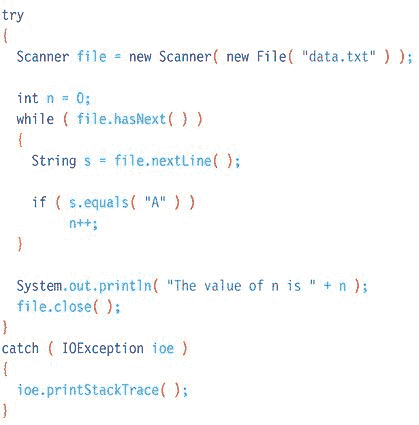 try
{
Scanner file = new Scanner( new File( "data.txt" ) );
int n = 0;
while ( file.hasNext( ) )
{
String s = file.nextLine( );
if ( s.equals( "A" ) )
n++;
}
System.out.println( "The value of n is " + n );
file.close( );
}
catch ( IOException ioe )
{
ioe.printStackTrace( );
}